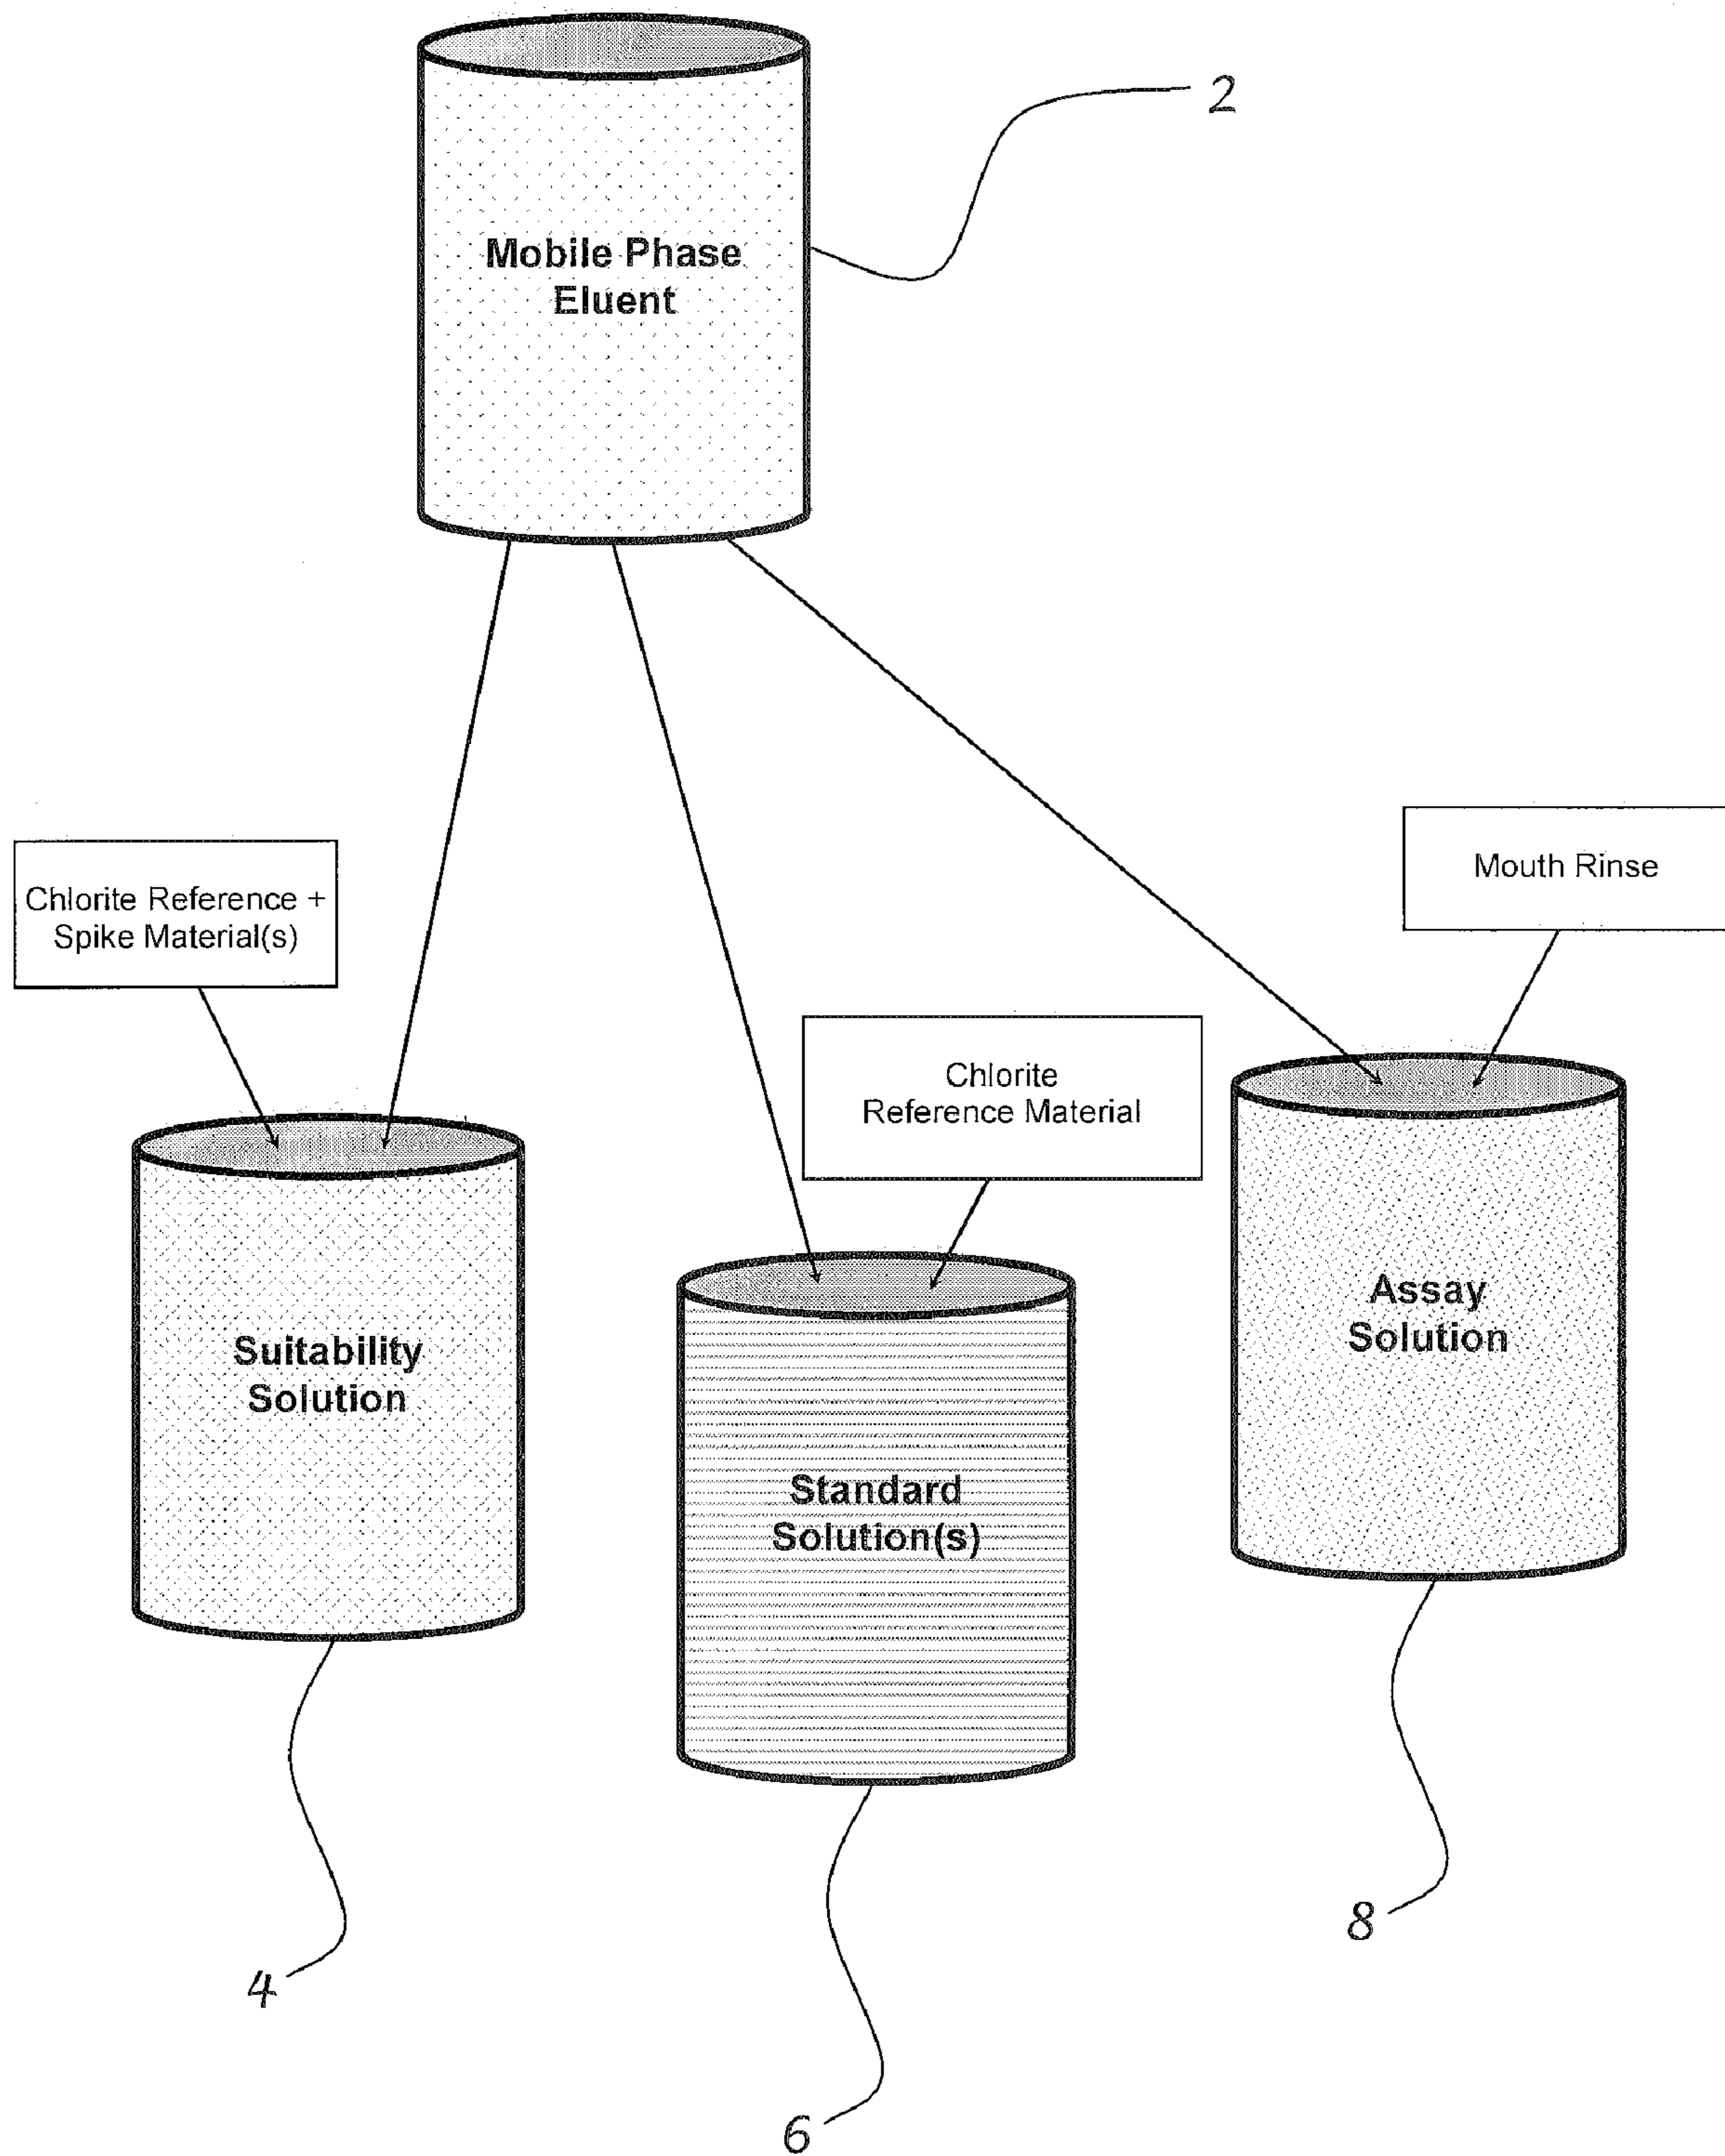 2
Mobile Phase
Eluent
Mouth Rinse
Chlorite Reference +
Spike Material(s)
Chlorite
Reference Material
Assay
Solution
Suitability
Solution
Standard
Solution(s)
8
4
6